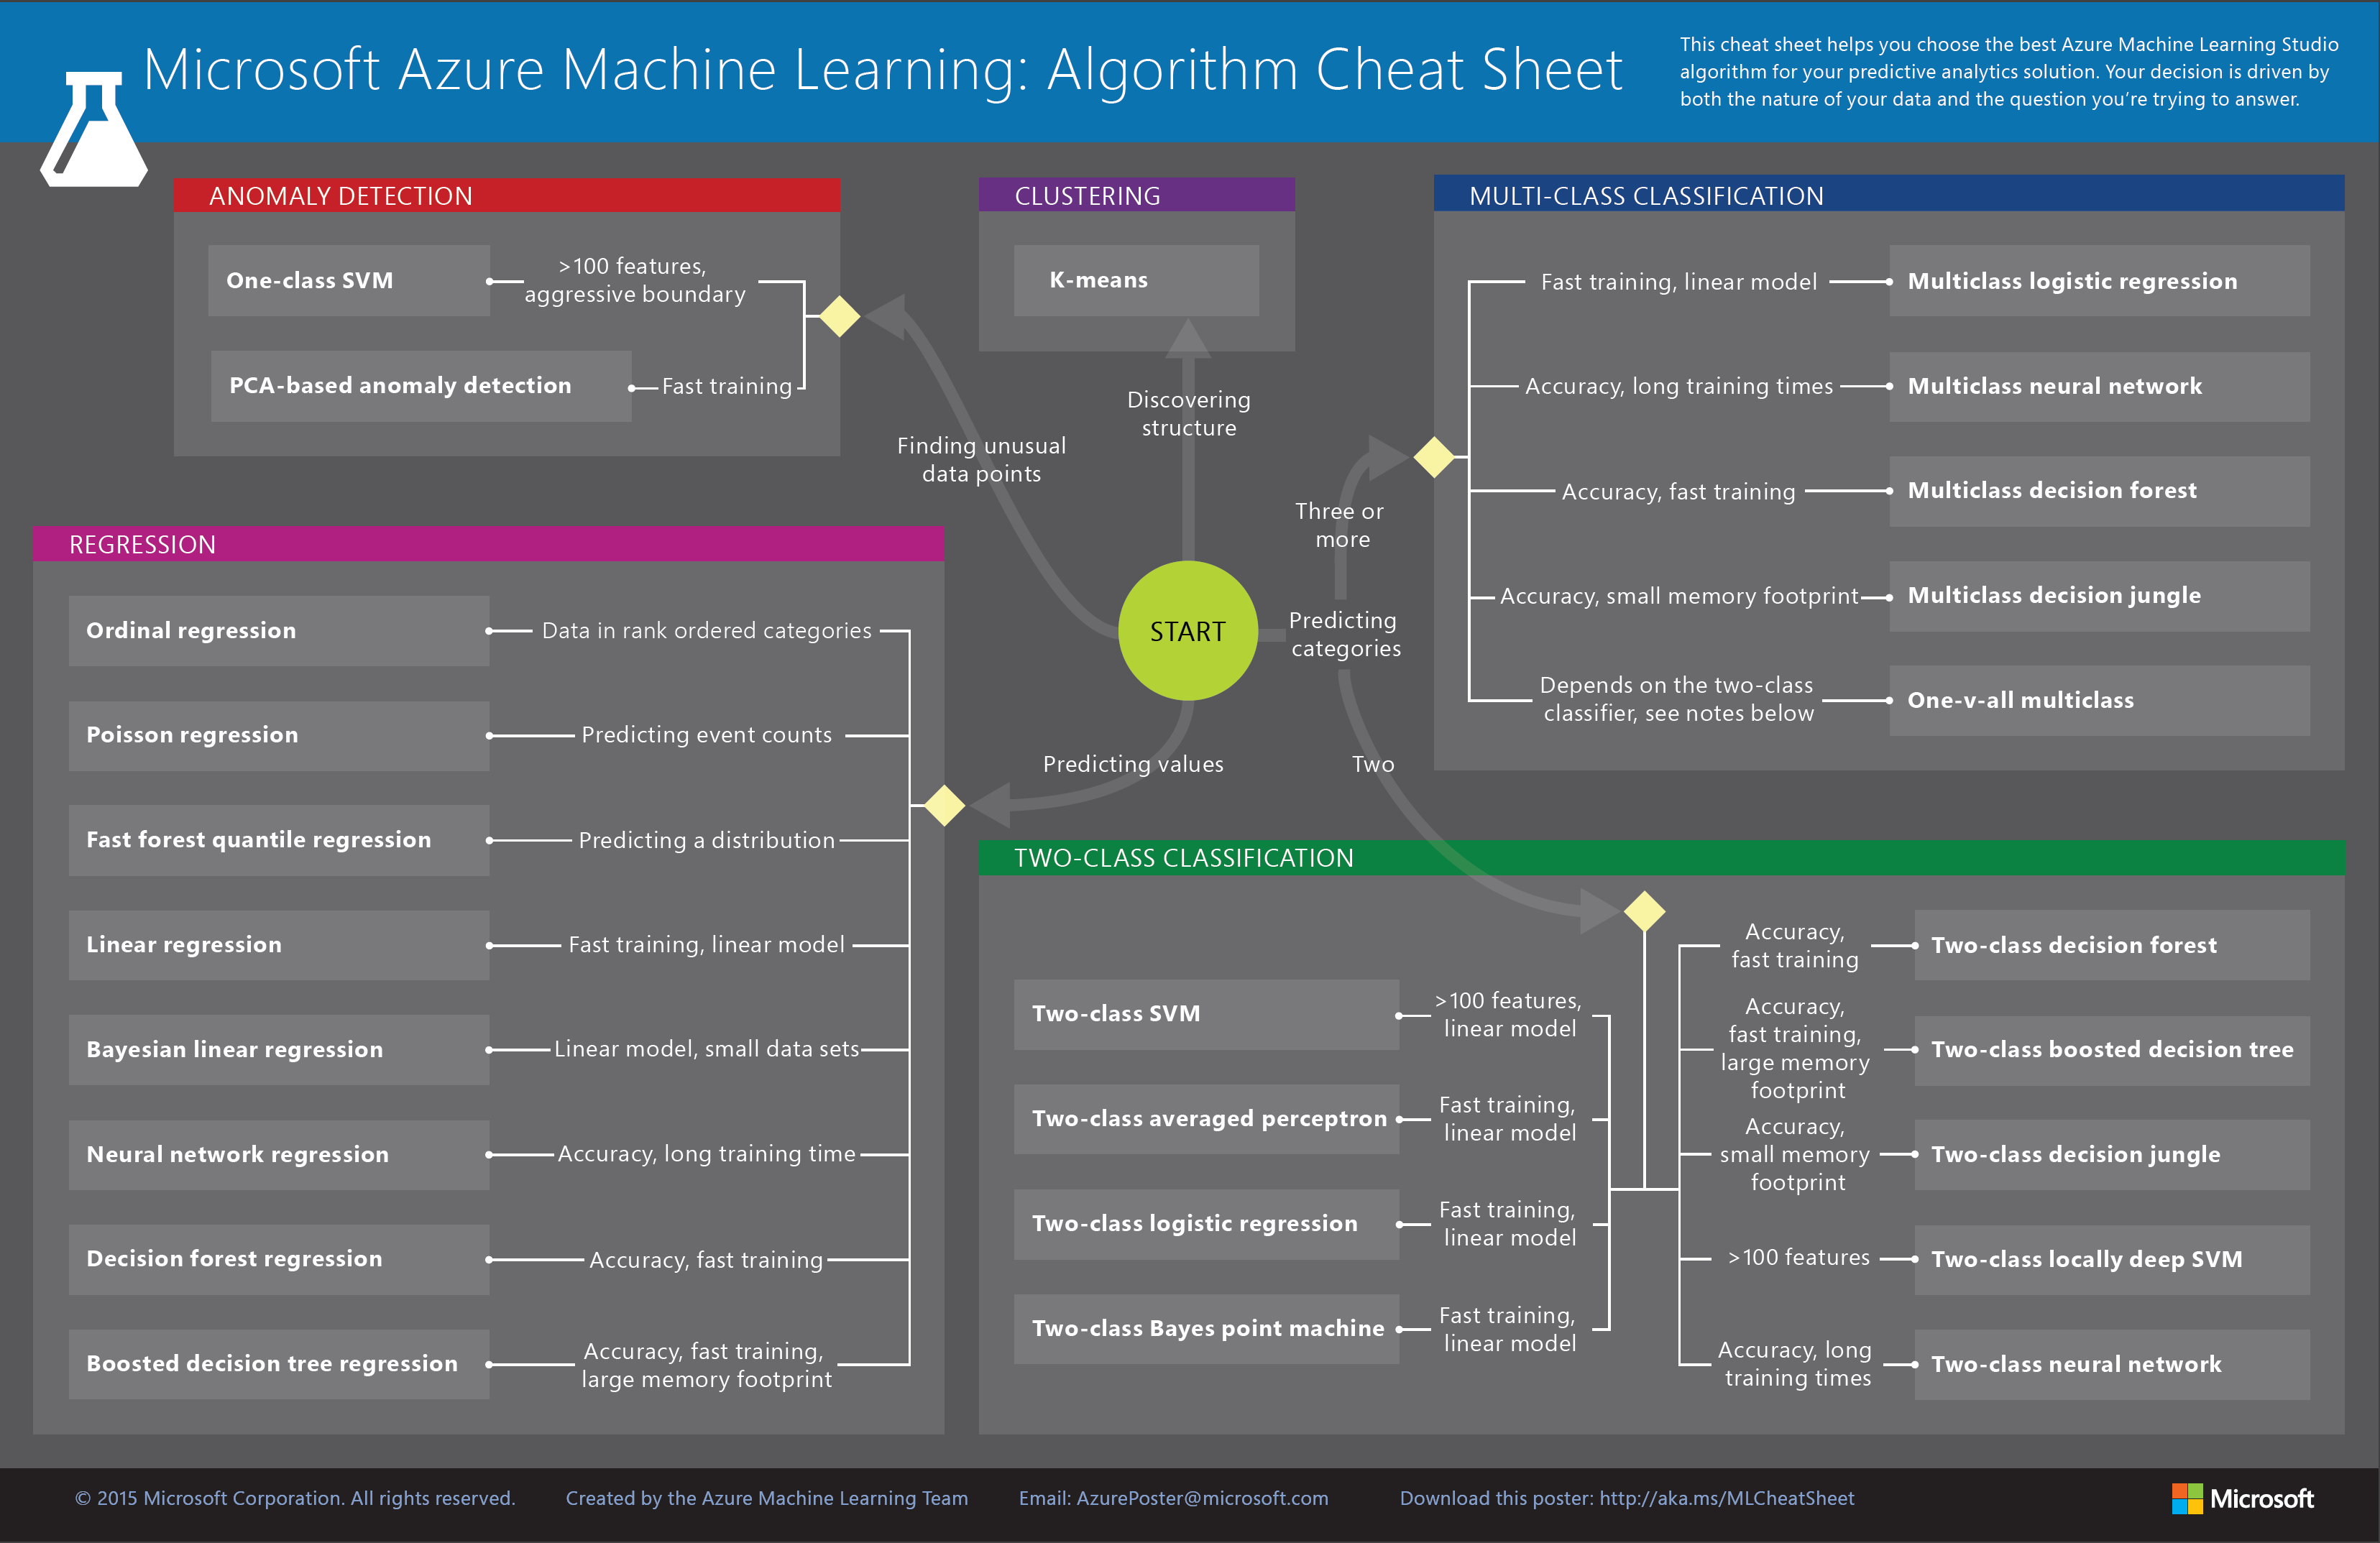 Microsoft Azure Machine Learning: Algorithm Cheat Sheet
This cheat sheet helps you choose the best Azure Machine Learning Studio
algorithm for your predictive analytics solution. Your decision is driven by
both the nature of your data and the question you’re trying to answer.
ANOMALY DETECTION
One-class SVM
>100 features,
aggressive boundary
PCA-based anomaly detection
Fast training
CLUSTERING
K-means
MULTI-CLASS CLASSIFICATION
Fast training, linear model
Multiclass logistic regression
Accuracy, long training times
Multiclass neural network
Accuracy, fast training
Multiclass decision forest
Accuracy, small memory footprint
Multiclass decision jungle
Depends on the two-class
classifier, see notes below
One-v-all multiclass
Finding unusual
data points
Discovering
structure
Three or
more
START
Predicting
categories
Predicting values
Two
REGRESSION
Ordinal regression
Data in rank ordered categories
Poisson regression
Predicting event counts
Fast forest quantile regression
Predicting a distribution
Linear regression
Fast training, linear model
Bayesian linear regression
Linear model, small data sets
Neural network regression
Accuracy, long training time
Decision forest regression
Accuracy, fast training
Boosted decision tree regression
Accuracy, fast training,
large memory footprint
TWO-CLASS CLASSIFICATION
Two-class SVM
>100 features,
linear model
Two-class averaged perceptron
Fast training,
linear model
Two-class logistic regression
Fast training,
linear model
Two-class Bayes point machine
Fast training,
linear model
Accuracy,
fast training
Two-class decision forest
Accuracy,
fast training,
large memory
footprint
Two-class boosted decision tree
Accuracy,
small memory
footprint
Two-class decision jungle
>100 features
Two-class locally deep SVM
Accuracy, long
training times
Two-class neural network
© 2015 Microsoft Corporation. All rights reserved.
Created by the Azure Machine Learning Team
Email: AzurePoster@microsoft.com
Download this poster: http://aka.ms/MLCheatSheet
Microsoft